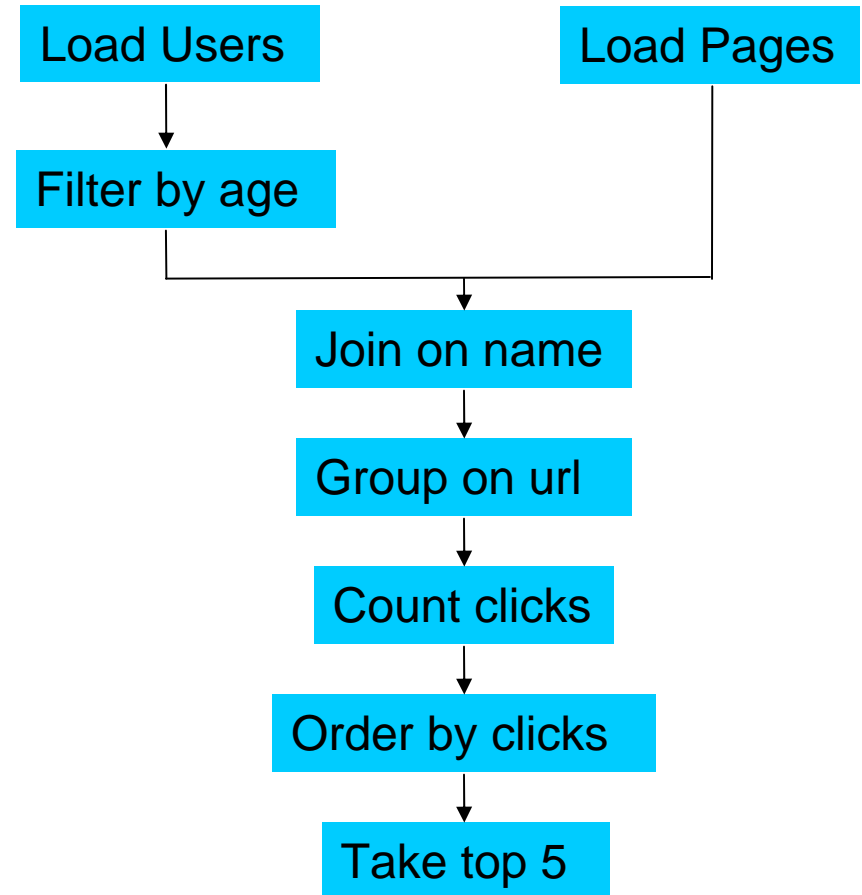 Load Users
Load Pages
Filter by age
Join on name
Group on url
Count clicks
Order by clicks
Take top 5